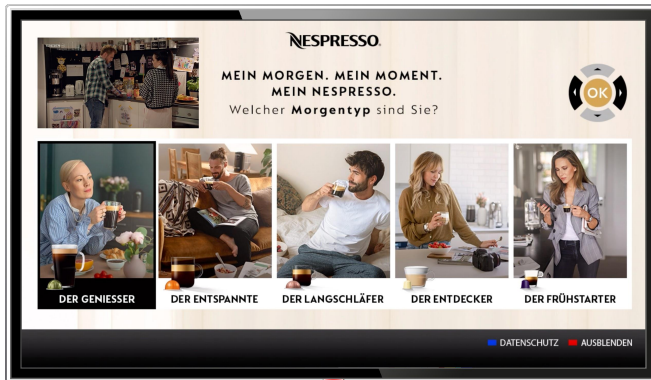 NESPRESSO.
MEIN MORGEN. MEIN MOMENT.
MEIN NESPRESSO.
Welcher Morgentyp sind Sie?
OK
DER GENIESSER
DER ENTSPANNTE
DER LANGSCHLÄFER
DER ENTDECKER
DER FRÜHSTARTER
DATENSCHUTZ
AUSBLENDEN